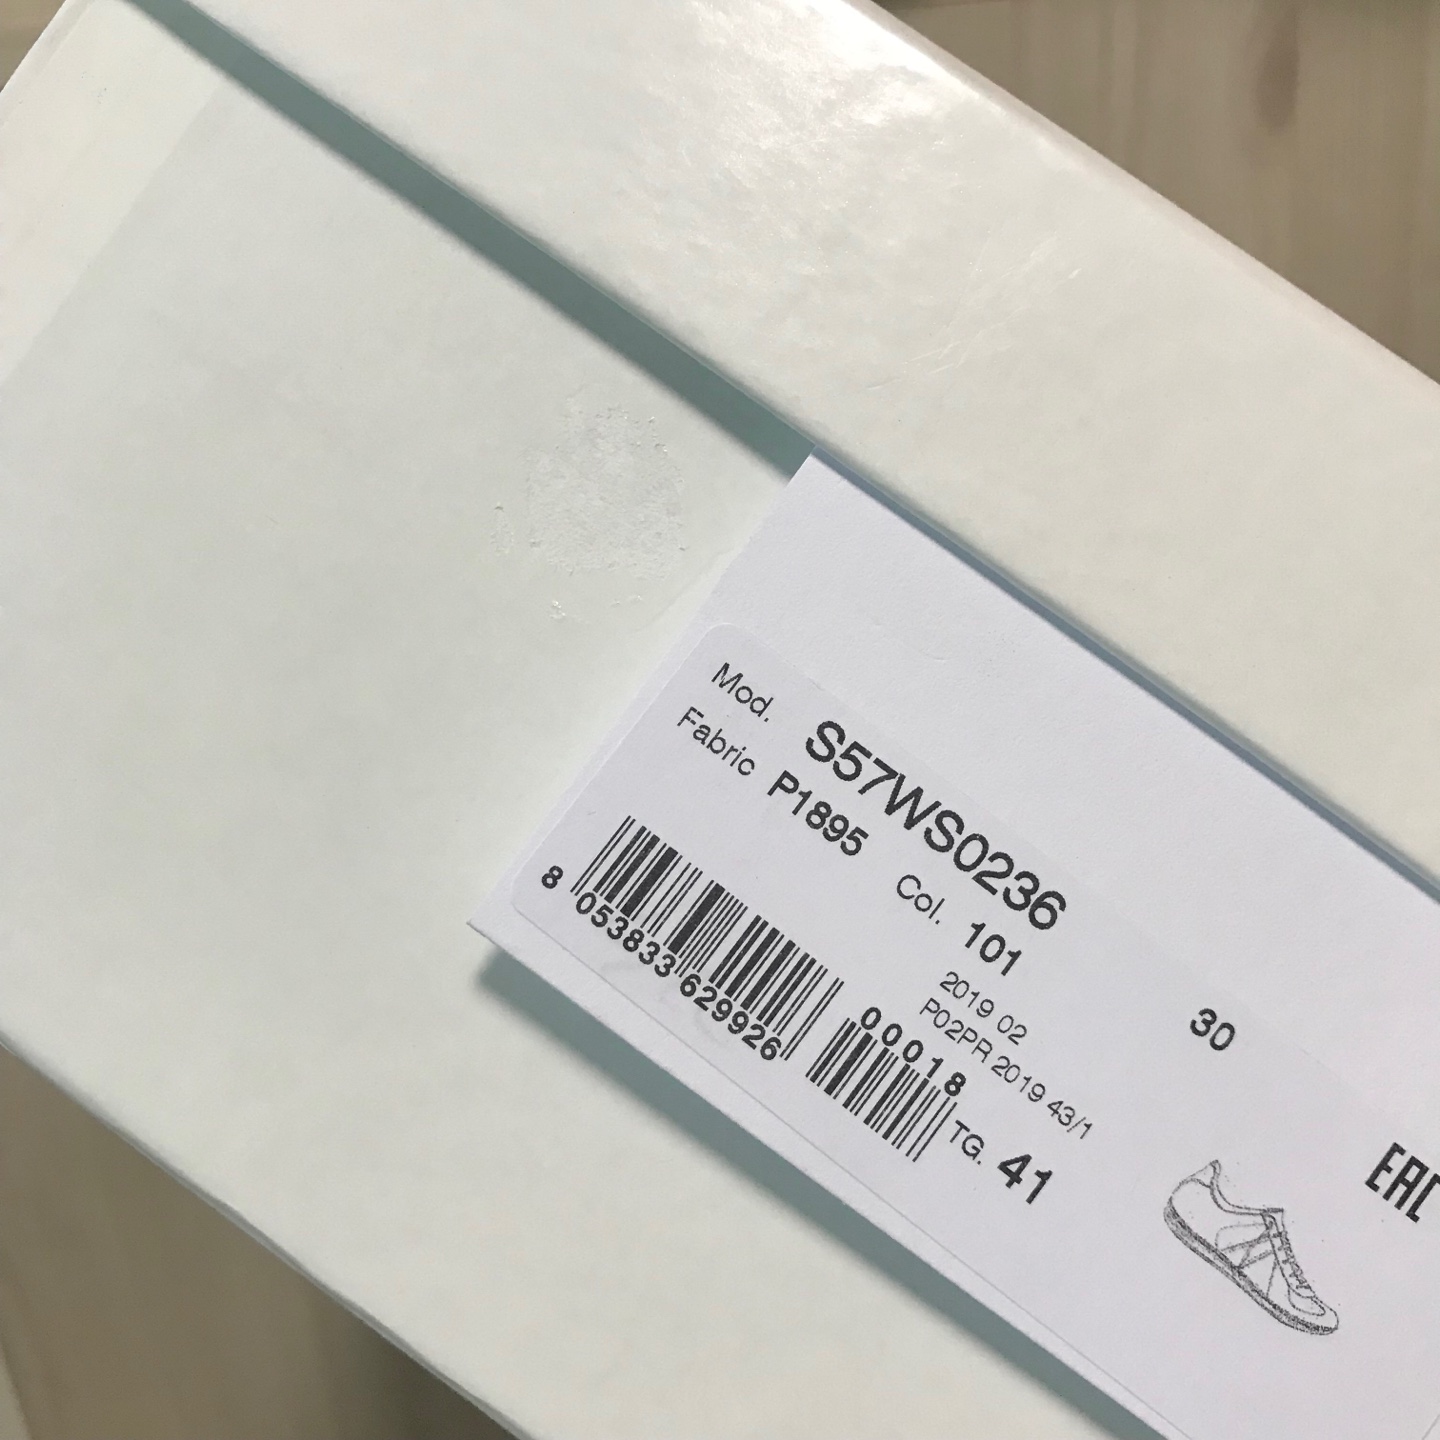 Mod. S57WS0236
Fabric P1895 Col. 101
2019 02 30
P02PR 2019 43/1
8 053833 629926 00018
TG. 41
EAC